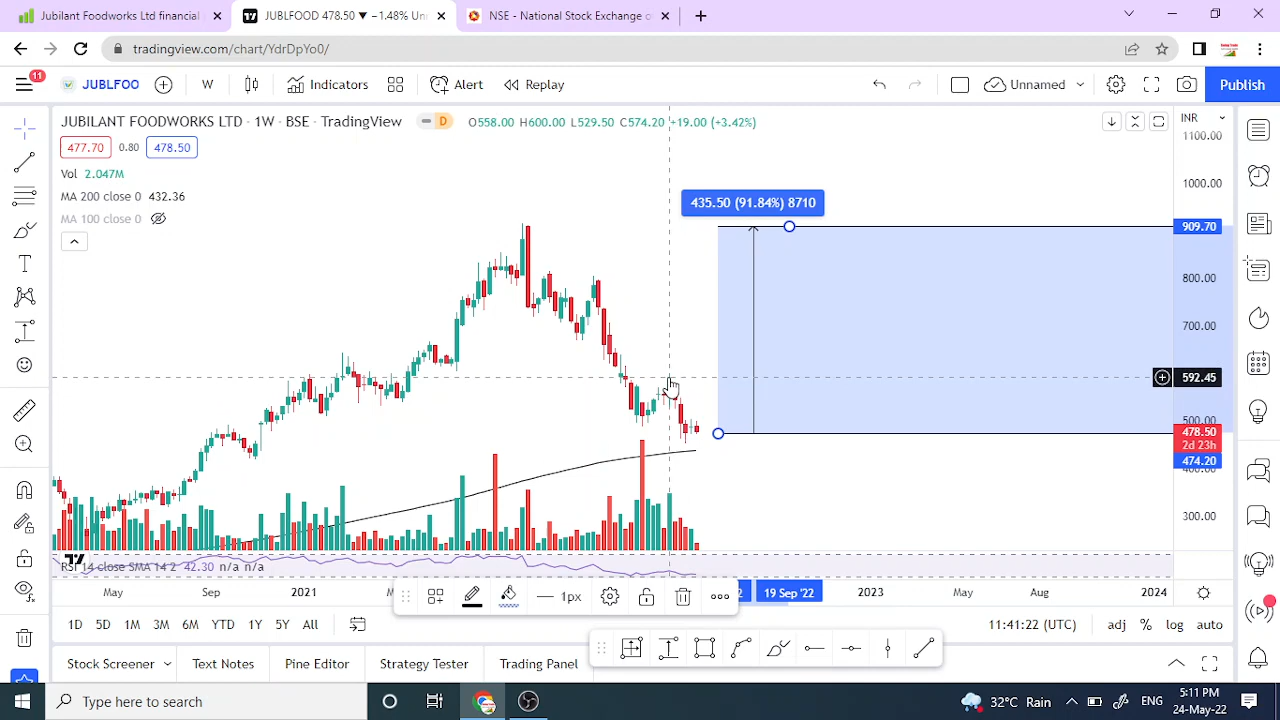 Jubilant Foodworks Ltd financial
JUBLFOOD 478.50 ▼ −1.48% Un
NSE - National Stock Exchange o
tradingview.com/chart/YdrDpYo0/
11
JUBLFOO
W
Indicators
Alert
Replay
Unnamed
Publish
JUBILANT FOODWORKS LTD · 1W · BSE · TradingView
D
O558.00 H600.00 L529.50 C574.20 +19.00 (+3.42%)
INR
477.70
0.80
478.50
Vol 2.047M
MA 200 close 0 432.36
MA 100 close 0
435.50 (91.84%) 8710
1100.00
1000.00
909.70
800.00
700.00
592.45
500.00
478.50
2d 23h
474.20
400.00
300.00
RSI 14 close SMA 14 2 42.30 n/a n/a
May
Sep
2021
19 Sep '22
2023
May
Aug
2024
1px
1D 5D 1M 3M 6M YTD 1Y 5Y All
11:41:22 (UTC)
adj % log auto
Stock Screener
Text Notes
Pine Editor
Strategy Tester
Trading Panel
Type here to search
32°C Rain
ENG
5:11 PM
24-May-22